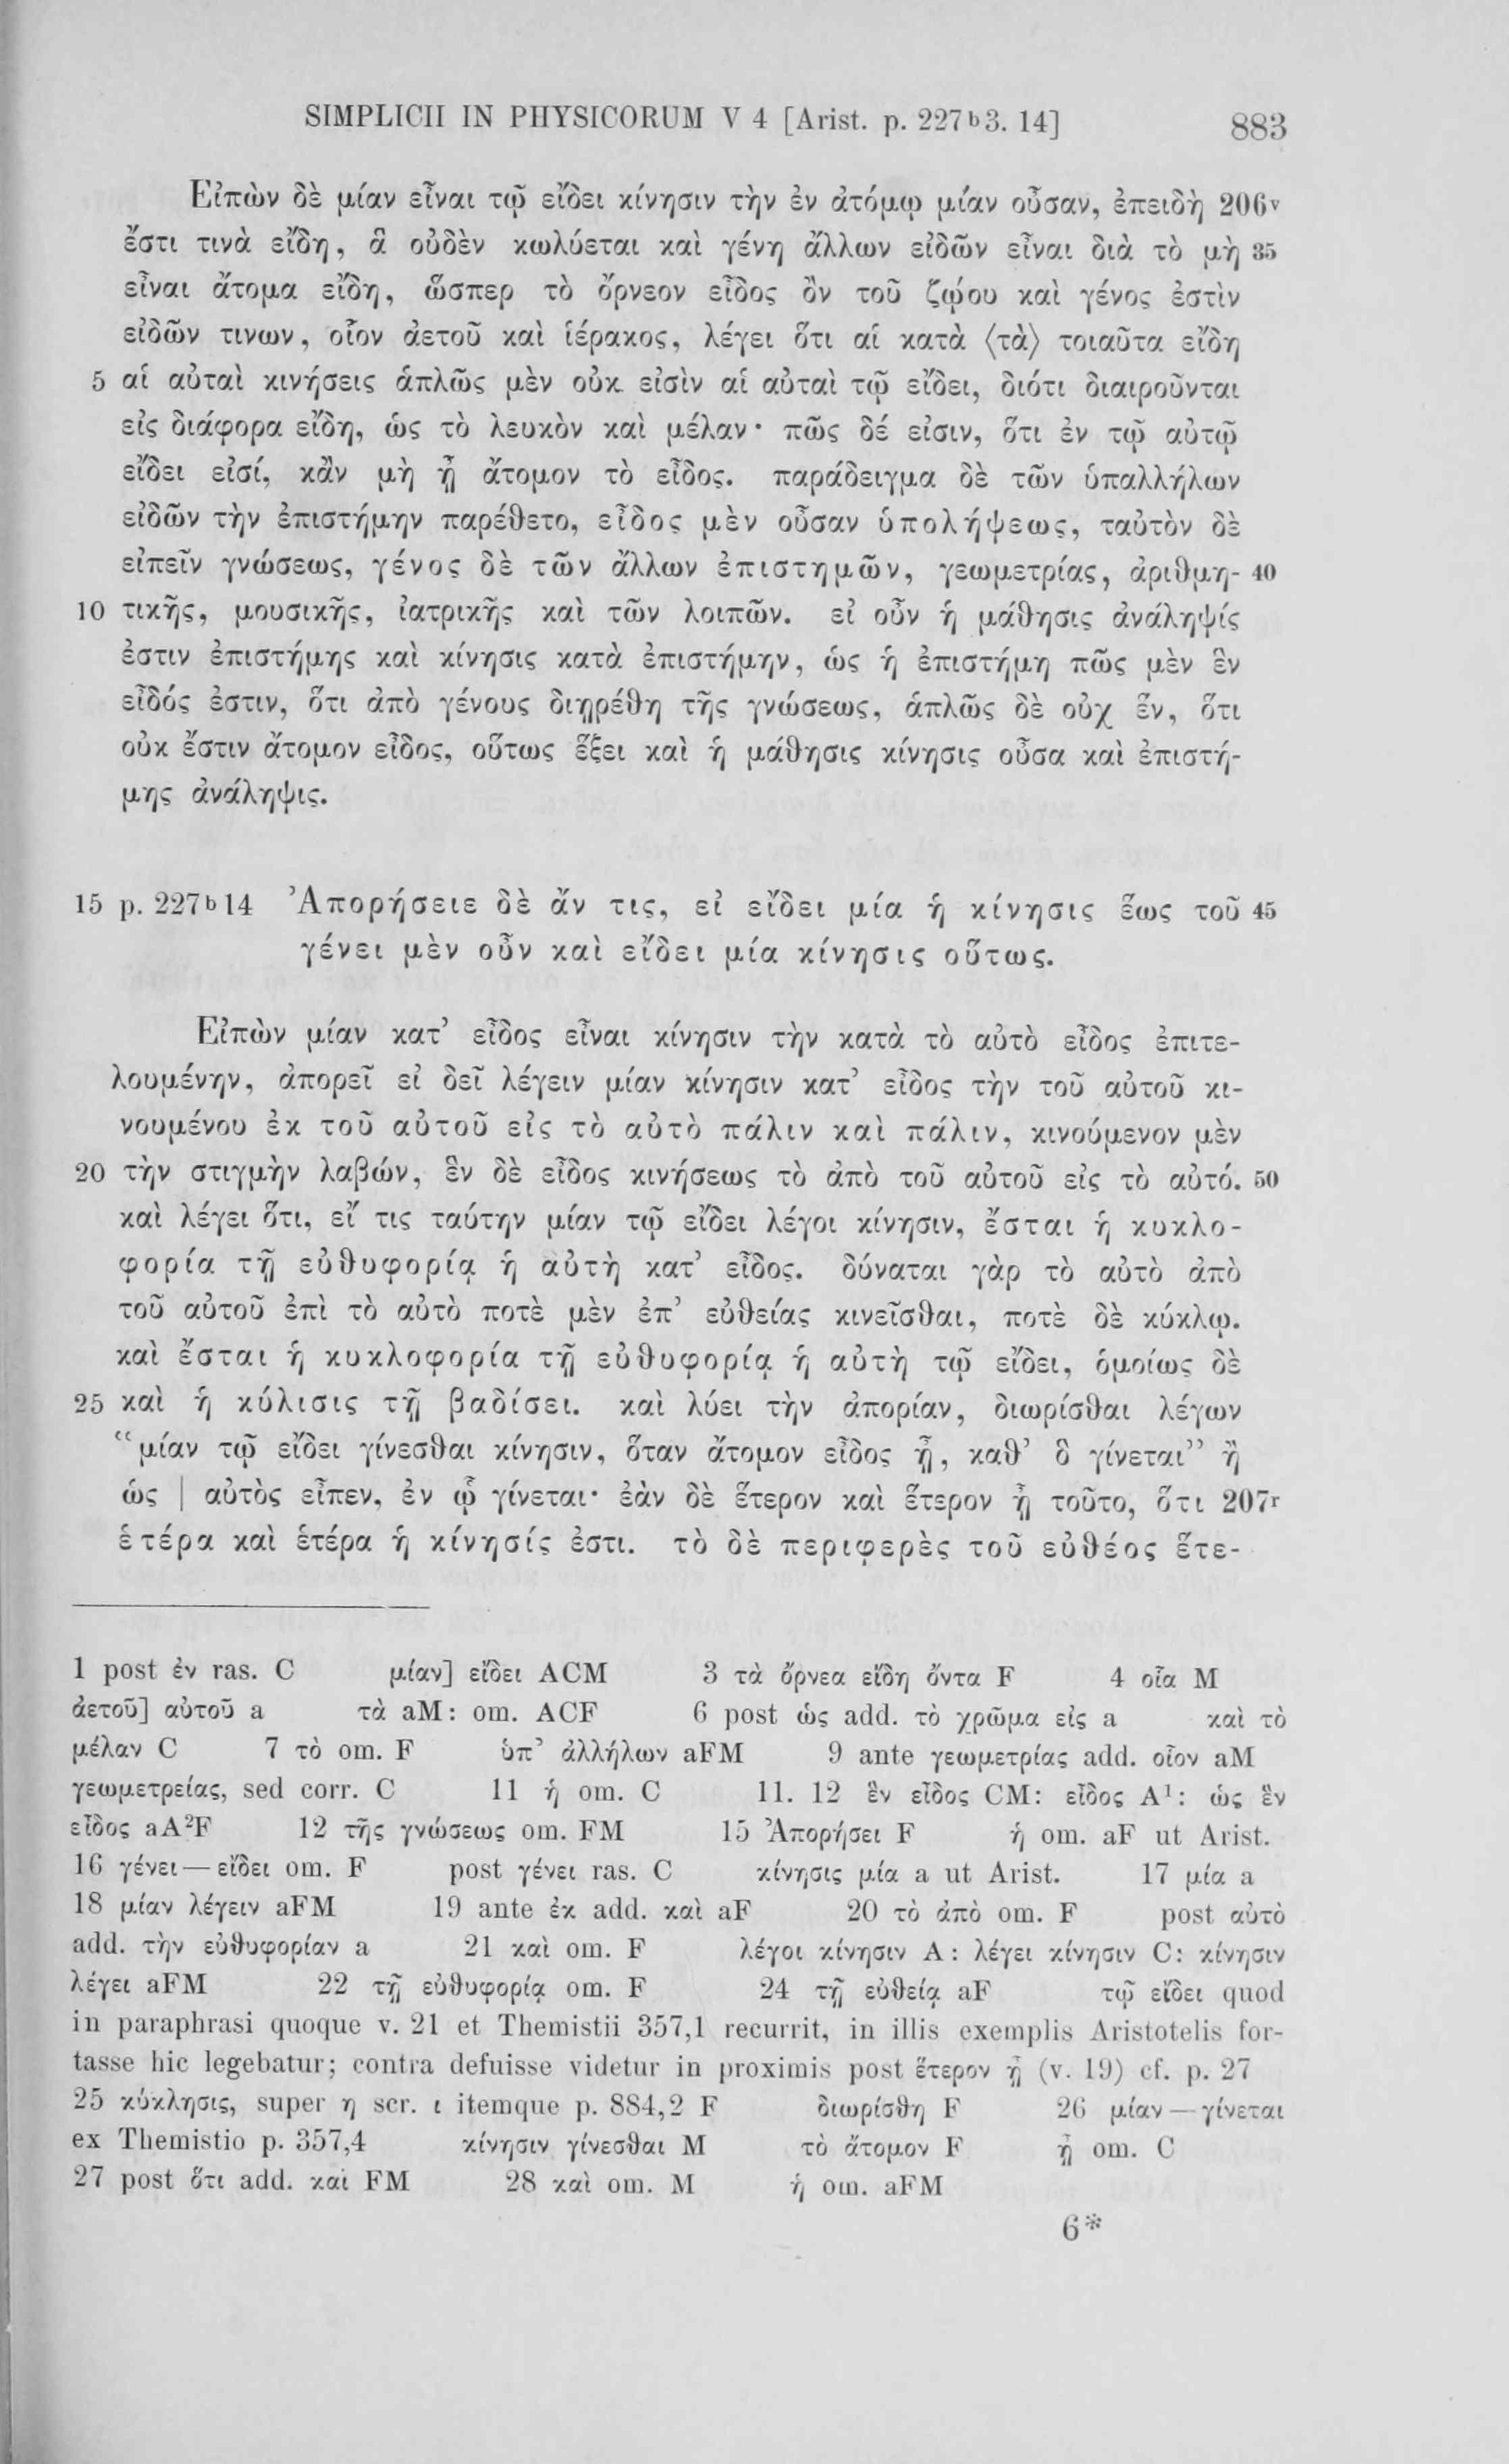 SIMPLICII IN PHYSICORUM V 4 [Arist. p. 227b3. 14] 883
Εἰπὼν δὲ μίαν εἶναι τῷ εἴδει κίνησιν τὴν ἐν ἀτόμῳ μίαν οὖσαν, ἐπειδὴ 206v
ἔστι τινὰ εἴδη, ἃ οὐδὲν κωλύεται καὶ γένη ἄλλων εἰδῶν εἶναι διὰ τὸ μὴ 35
εἶναι ἄτομα εἴδη, ὥσπερ τὸ ὄρνεον εἶδος ὂν τοῦ ζῴου καὶ γένος ἐστὶν
εἰδῶν τινων, οἷον ἀετοῦ καὶ ἱέρακος, λέγει ὅτι αἱ κατὰ ⟨τὰ⟩ τοιαῦτα εἴδη
5 αἱ αὐταὶ κινήσεις ἁπλῶς μὲν οὐκ εἰσὶν αἱ αὐταὶ τῷ εἴδει, διότι διαιροῦνται
εἰς διάφορα εἴδη, ὡς τὸ λευκὸν καὶ μέλαν· πῶς δέ εἰσιν, ὅτι ἐν τῷ αὐτῷ
εἴδει εἰσί, κἂν μὴ ᾖ ἄτομον τὸ εἶδος. παράδειγμα δὲ τῶν ὑπαλλήλων
εἰδῶν τὴν ἐπιστήμην παρέθετο, εἶδος μὲν οὖσαν ὑπολήψεως, ταὐτὸν δὲ
εἰπεῖν γνώσεως, γένος δὲ τῶν ἄλλων ἐπιστημῶν, γεωμετρίας, ἀριθμη- 40
10 τικῆς, μουσικῆς, ἰατρικῆς καὶ τῶν λοιπῶν. εἰ οὖν ἡ μάθησις ἀνάληψίς
ἐστιν ἐπιστήμης καὶ κίνησις κατὰ ἐπιστήμην, ὡς ἡ ἐπιστήμη πῶς μὲν ἓν
εἶδός ἐστιν, ὅτι ἀπὸ γένους διῃρέθη τῆς γνώσεως, ἁπλῶς δὲ οὐχ ἕν, ὅτι
οὐκ ἔστιν ἄτομον εἶδος, οὕτως ἕξει καὶ ἡ μάθησις κίνησις οὖσα καὶ ἐπιστή-
μης ἀνάληψις.
15 p. 227b14 Ἀπορήσειε δὲ ἄν τις, εἰ εἴδει μία ἡ κίνησις ἕως τοῦ 45
γένει μὲν οὖν καὶ εἴδει μία κίνησις οὕτως.
Εἰπὼν μίαν κατ’ εἶδος εἶναι κίνησιν τὴν κατὰ τὸ αὐτὸ εἶδος ἐπιτε-
λουμένην, ἀπορεῖ εἰ δεῖ λέγειν μίαν κίνησιν κατ’ εἶδος τὴν τοῦ αὐτοῦ κι-
νουμένου ἐκ τοῦ αὐτοῦ εἰς τὸ αὐτὸ πάλιν καὶ πάλιν, κινούμενον μὲν
20 τὴν στιγμὴν λαβών, ἓν δὲ εἶδος κινήσεως τὸ ἀπὸ τοῦ αὐτοῦ εἰς τὸ αὐτό. 50
καὶ λέγει ὅτι, εἴ τις ταύτην μίαν τῷ εἴδει λέγοι κίνησιν, ἔσται ἡ κυκλο-
φορία τῇ εὐθυφορίᾳ ἡ αὐτὴ κατ’ εἶδος. δύναται γὰρ τὸ αὐτὸ ἀπὸ
τοῦ αὐτοῦ ἐπὶ τὸ αὐτὸ ποτὲ μὲν ἐπ’ εὐθείας κινεῖσθαι, ποτὲ δὲ κύκλῳ.
καὶ ἔσται ἡ κυκλοφορία τῇ εὐθυφορίᾳ ἡ αὐτὴ τῷ εἴδει, ὁμοίως δὲ
25 καὶ ἡ κύλισις τῇ βαδίσει. καὶ λύει τὴν ἀπορίαν, διωρίσθαι λέγων
“μίαν τῷ εἴδει γίνεσθαι κίνησιν, ὅταν ἄτομον εἶδος ᾖ, καθ’ ὃ γίνεται” ἢ
ὡς | αὐτὸς εἶπεν, ἐν ᾧ γίνεται· ἐὰν δὲ ἕτερον καὶ ἕτερον ᾖ τοῦτο, ὅτι 207r
ἑτέρα καὶ ἑτέρα ἡ κίνησίς ἐστι. τὸ δὲ περιφερὲς τοῦ εὐθέος ἕτε-
1 post ἐν ras. C μίαν] εἴδει ACM 3 τὰ ὄρνεα εἴδη ὄντα F 4 οἷα M
ἀετοῦ] αὐτοῦ a τὰ aM: om. ACF 6 post ὡς add. τὸ χρῶμα εἰς a καὶ τὸ
μέλαν C 7 τὸ om. F ὑπ’ ἀλλήλων aFM 9 ante γεωμετρίας add. οἷον aM
γεωμετρείας, sed corr. C 11 ἡ om. C 11. 12 ἓν εἶδος CM: εἶδος A1: ὡς ἓν
εἶδος aA2F 12 τῆς γνώσεως om. FM 15 Ἀπορήσει F ἡ om. aF ut Arist.
16 γένει — εἴδει om. F post γένει ras. C κίνησις μία a ut Arist. 17 μία a
18 μίαν λέγειν aFM 19 ante ἐκ add. καὶ aF 20 τὸ ἀπὸ om. F post αὐτὸ
add. τὴν εὐθυφορίαν a 21 καὶ om. F λέγοι κίνησιν A: λέγει κίνησιν C: κίνησιν
λέγει aFM 22 τῇ εὐθυφορίᾳ om. F 24 τῇ εὐθείᾳ aF τῷ εἴδει quod
in paraphrasi quoque v. 21 et Themistii 357,1 recurrit, in illis exemplis Aristotelis for-
tasse hic legebatur; contra defuisse videtur in proximis post ἕτερον ᾖ (v. 19) cf. p. 27
25 κύκλησις, super η scr. ι itemque p. 884,2 F διωρίσθη F 26 μίαν — γίνεται
ex Themistio p. 357,4 κίνησιν γίνεσθαι M τὸ ἄτομον F ᾖ om. C
27 post ὅτι add. καὶ FM 28 καὶ om. M ἡ om. aFM
6*